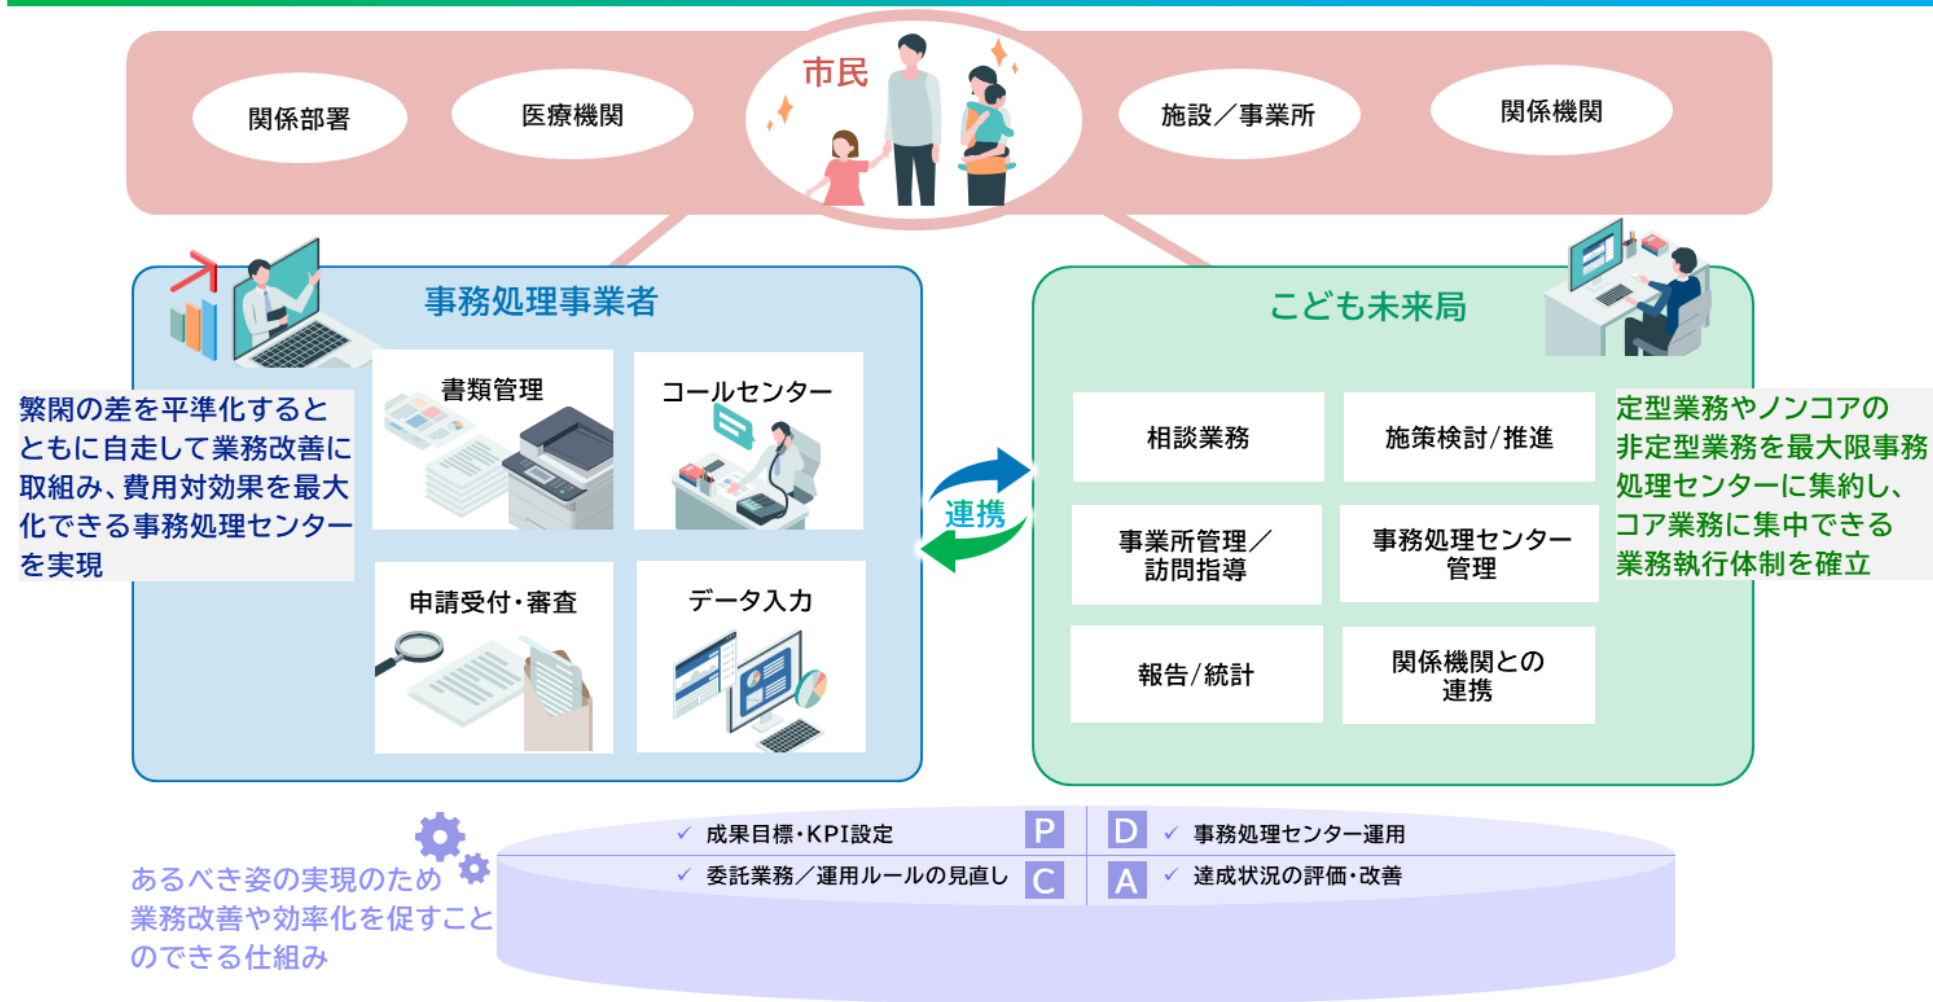 市民
関係部署
医療機関
施設／事業所
関係機関
事務処理事業者
書類管理
コールセンター
申請受付・審査
データ入力
繁閑の差を平準化すると
ともに自走して業務改善に
取組み、費用対効果を最大
化できる事務処理センター
を実現
連携
こども未来局
相談業務
施策検討/推進
事業所管理／
訪問指導
事務処理センター
管理
報告/統計
関係機関との
連携
定型業務やノンコアの
非定型業務を最大限事務
処理センターに集約し、
コア業務に集中できる
業務執行体制を確立
あるべき姿の実現のため
業務改善や効率化を促すこと
のできる仕組み
✓ 成果目標・KPI設定 P
D ✓ 事務処理センター運用
✓ 委託業務／運用ルールの見直し C
A ✓ 達成状況の評価・改善